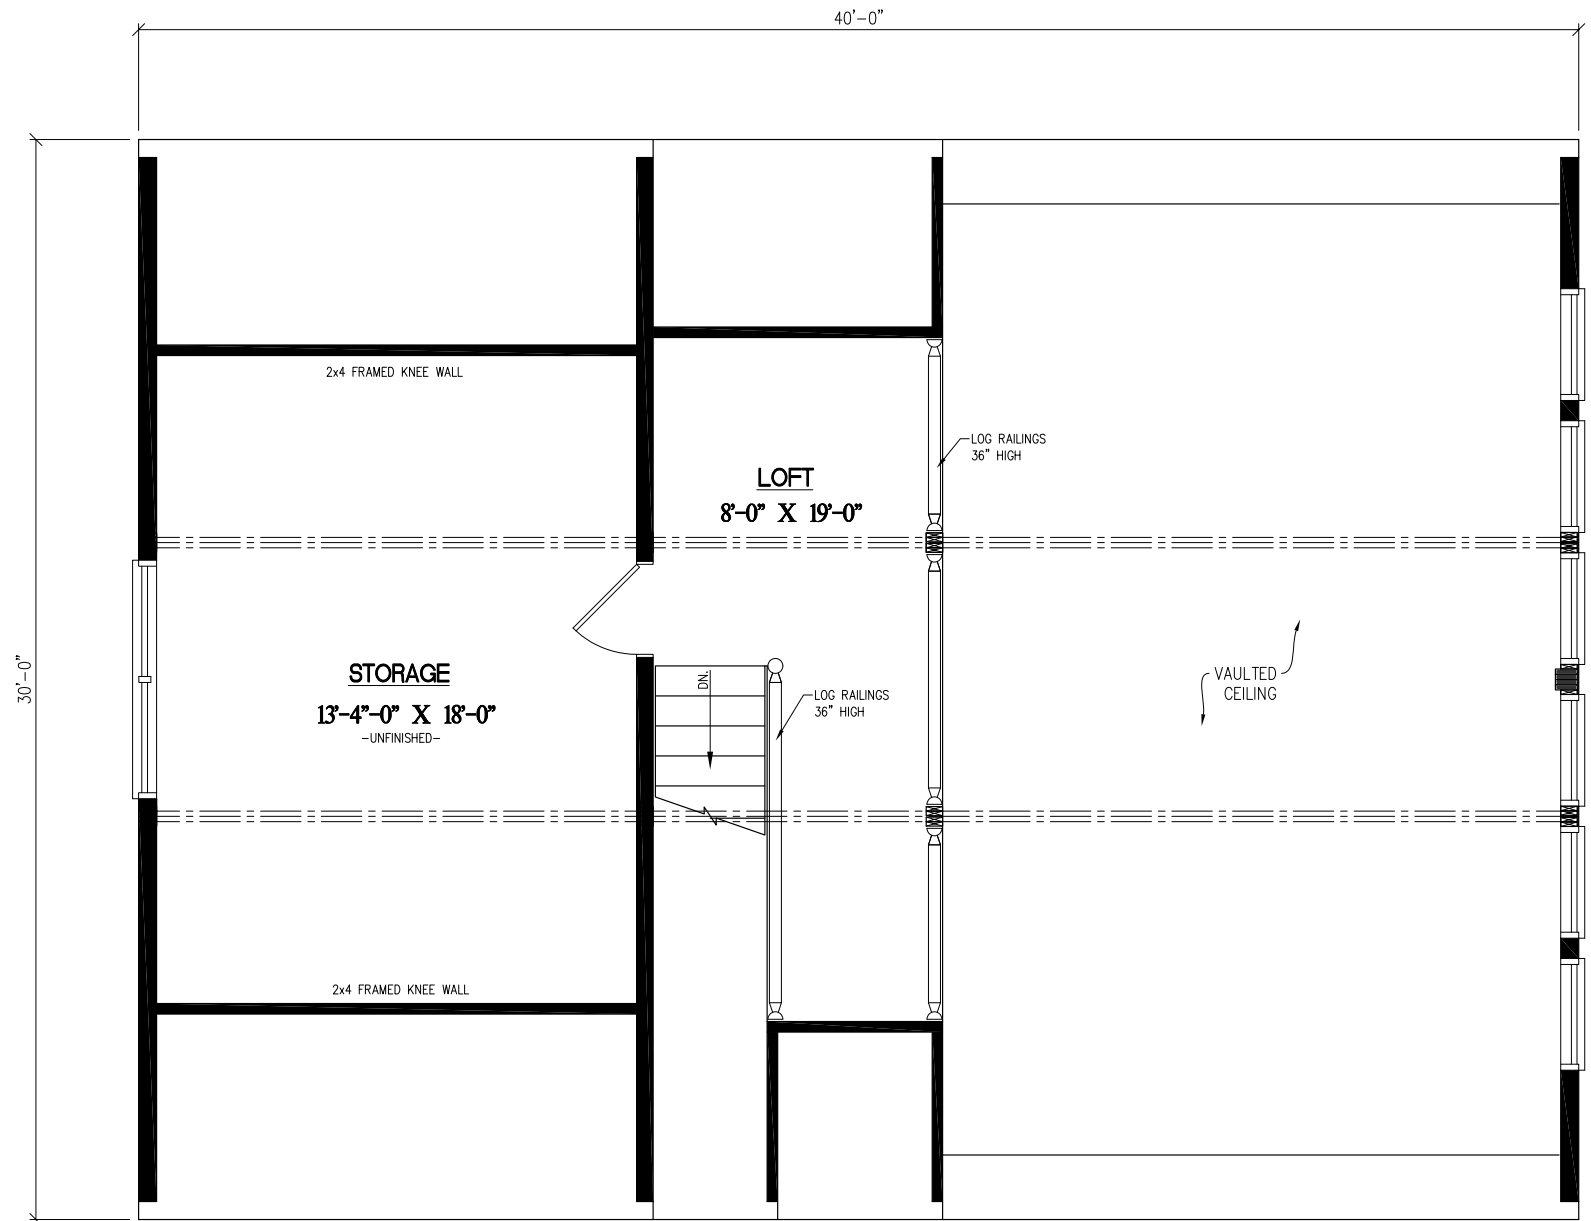 40'-0"
30'-0"
2x4 FRAMED KNEE WALL
LOG RAILINGS
36" HIGH
LOFT
8'-0" X 19'-0"
STORAGE
13'-4"-0" X 18'-0"
-UNFINISHED-
DN.
LOG RAILINGS
36" HIGH
VAULTED
CEILING
2x4 FRAMED KNEE WALL